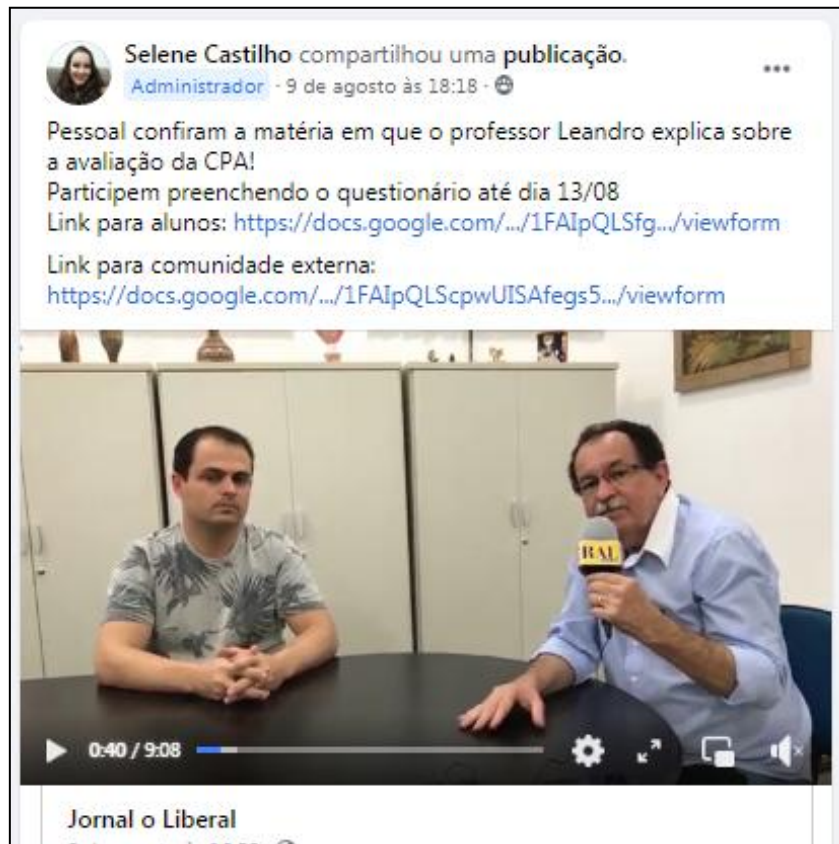 Selene Castilho compartilhou uma publicação.
Administrador · 9 de agosto às 18:18 ·
Pessoal confiram a matéria em que o professor Leandro explica sobre
a avaliação da CPA!
Participem preenchendo o questionário até dia 13/08
Link para alunos: https://docs.google.com/.../1FAIpQLSfg.../viewform
Link para comunidade externa:
https://docs.google.com/.../1FAIpQLScpwUISAfegs5.../viewform
RAL
0:40 / 9:08
Jornal o Liberal